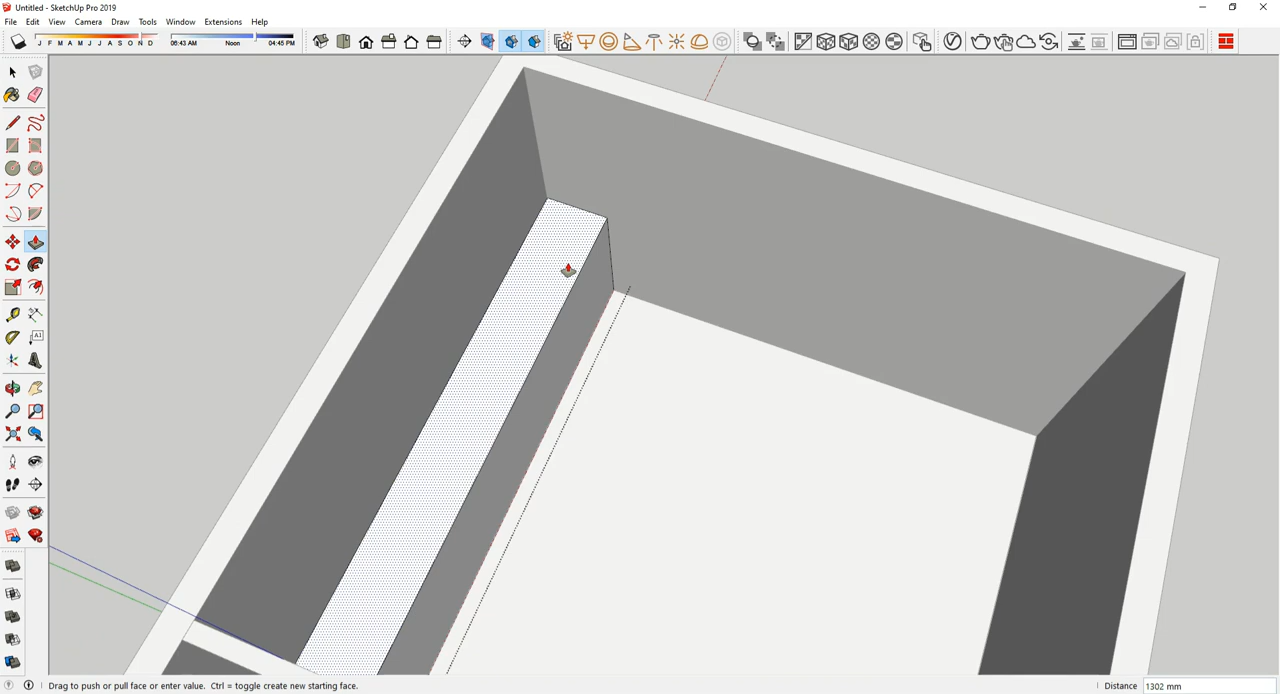 Untitled - SketchUp Pro 2019
File Edit View Camera Draw Tools Window Extensions Help
J F M A M J J A S O N D 06:43 AM Noon 04:45 PM
AI
Drag to push or pull face or enter value. Ctrl = toggle create new starting face. Distance 1302 mm